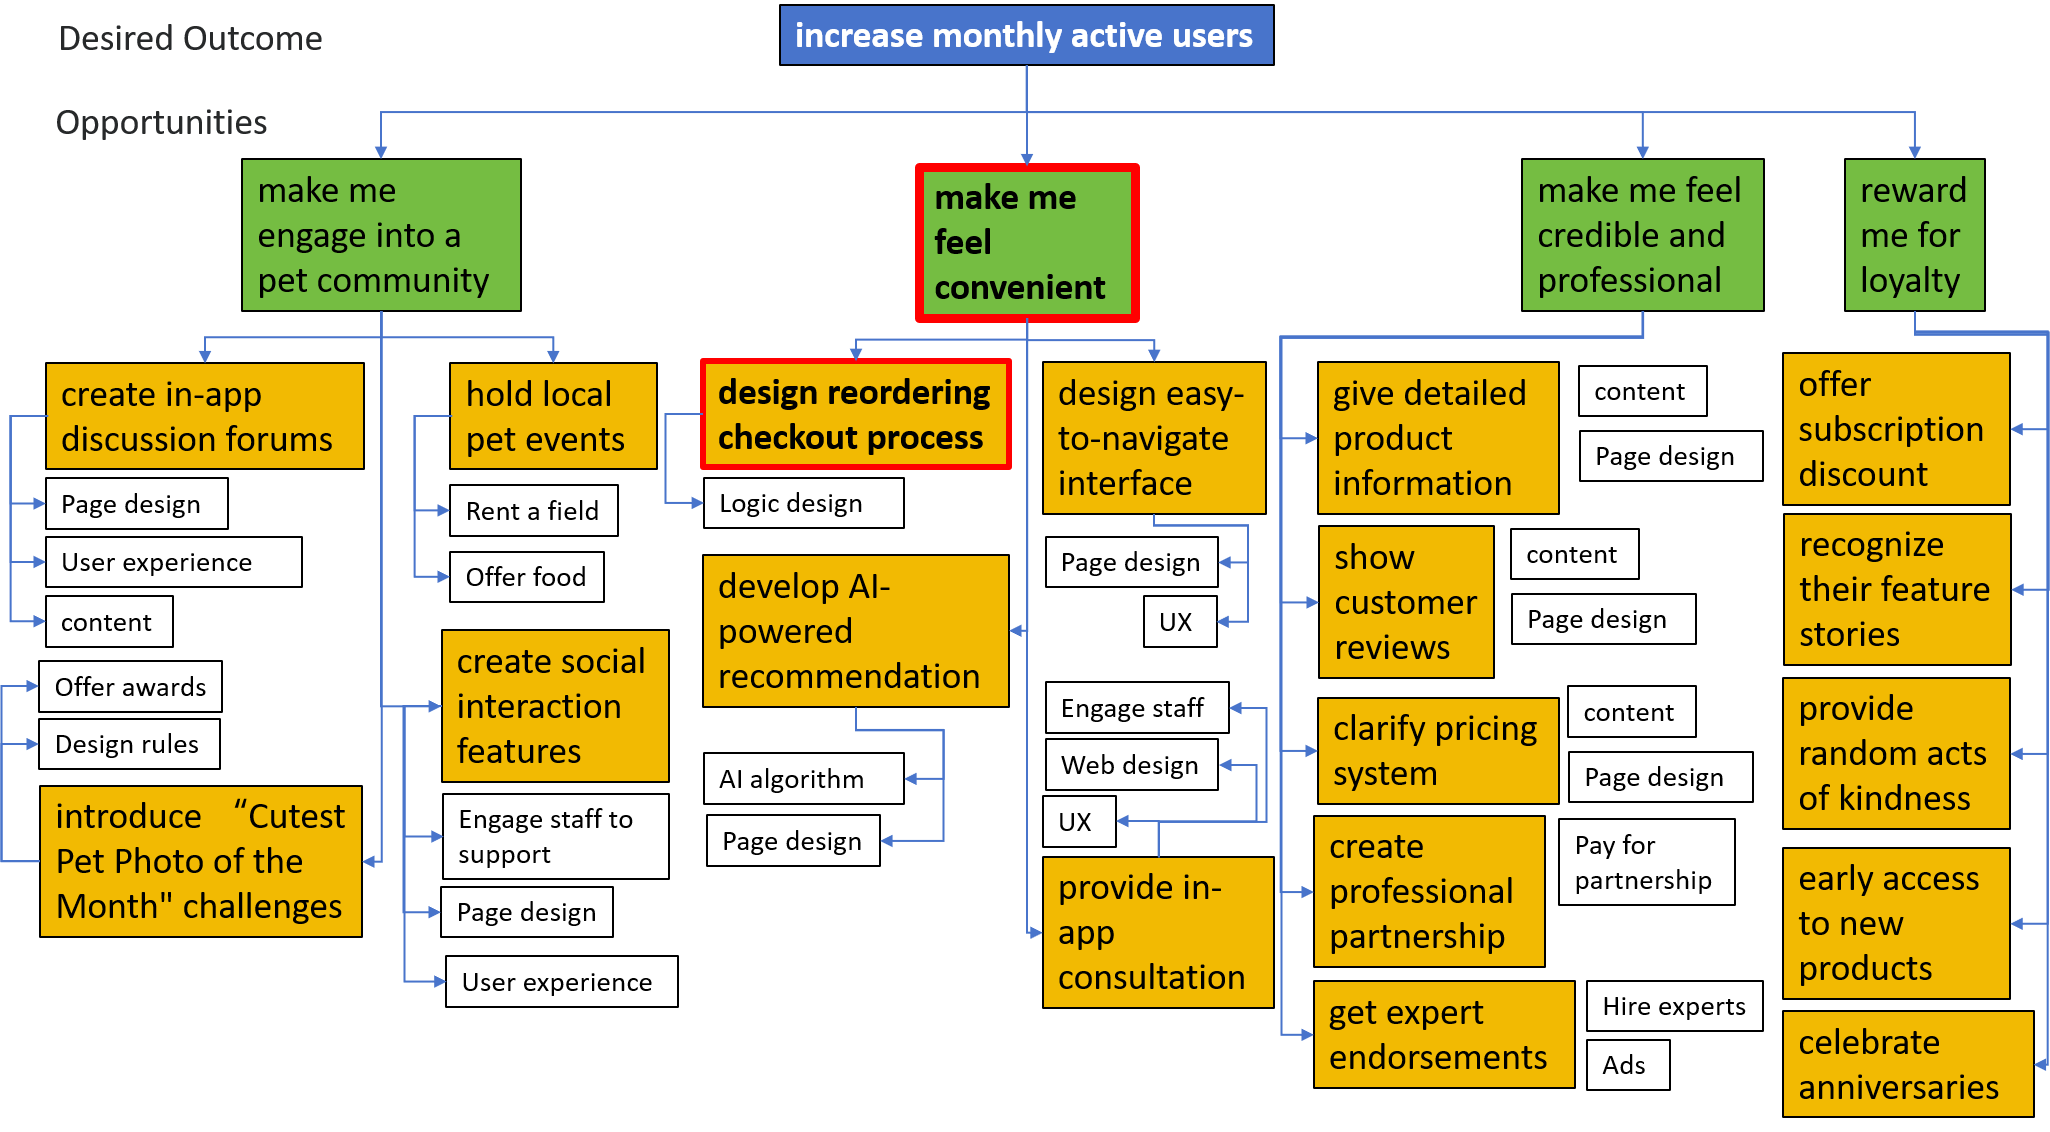 Desired Outcome
increase monthly active users
Opportunities
make me
engage into a
pet community
make me
feel
convenient
make me feel
credible and
professional
reward
me for
loyalty
create in-app
discussion forums
Page design
User experience
content
Offer awards
Design rules
introduce “Cutest
Pet Photo of the
Month" challenges
hold local
pet events
Rent a field
Offer food
create social
interaction
features
Engage staff to
support
Page design
User experience
design reordering
checkout process
Logic design
develop AI-
powered
recommendation
AI algorithm
Page design
design easy-
to-navigate
interface
Page design
UX
Engage staff
Web design
UX
provide in-
app
consultation
give detailed
product
information
content
Page design
show
customer
reviews
content
Page design
clarify pricing
system
content
Page design
create
professional
partnership
Pay for
partnership
get expert
endorsements
Hire experts
Ads
offer
subscription
discount
recognize
their feature
stories
provide
random acts
of kindness
early access
to new
products
celebrate
anniversaries